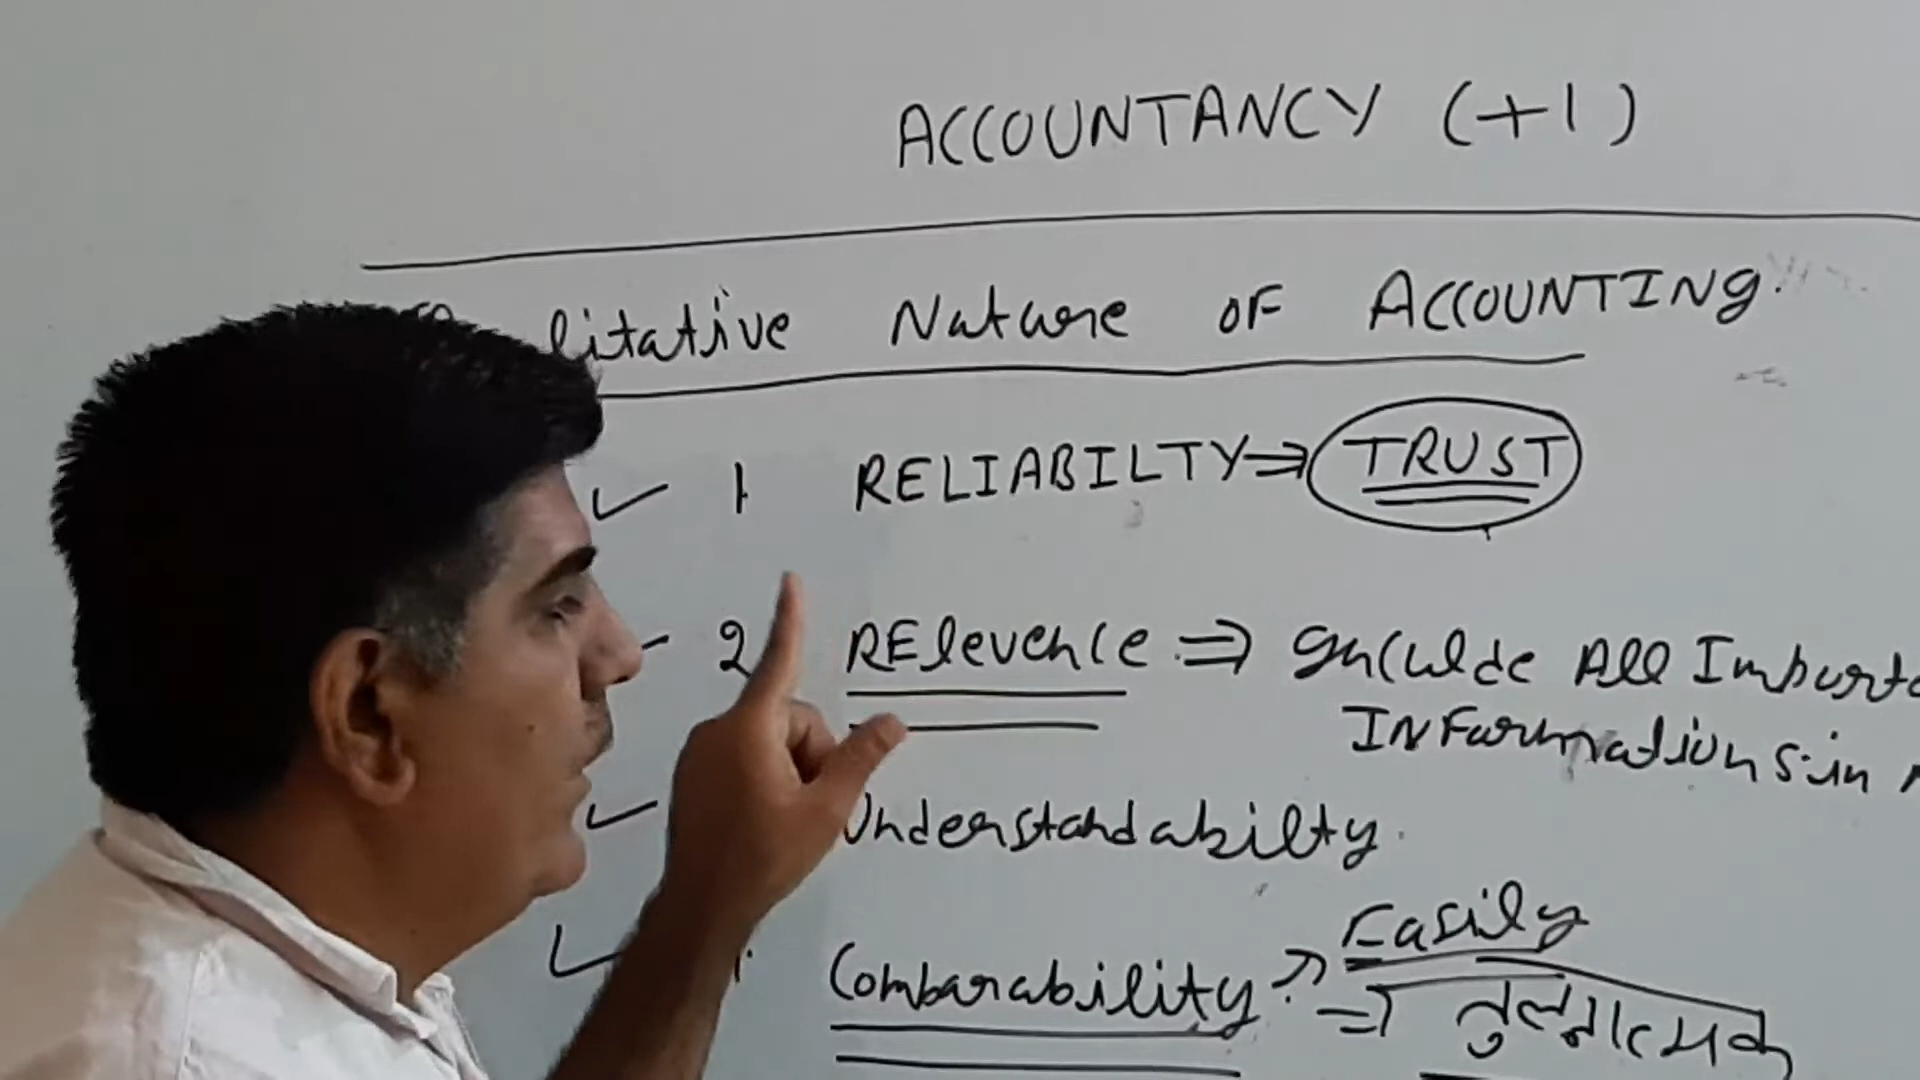 ACCOUNTANCY (+1)
litative Nature OF ACCOUNTING.
1 RELIABILTY ⇒ TRUST
2 RElevence ⇒ Include All Importa
INFormations in
Understandabilty.
Easily
Combarability ⇒ तुलनात्मक